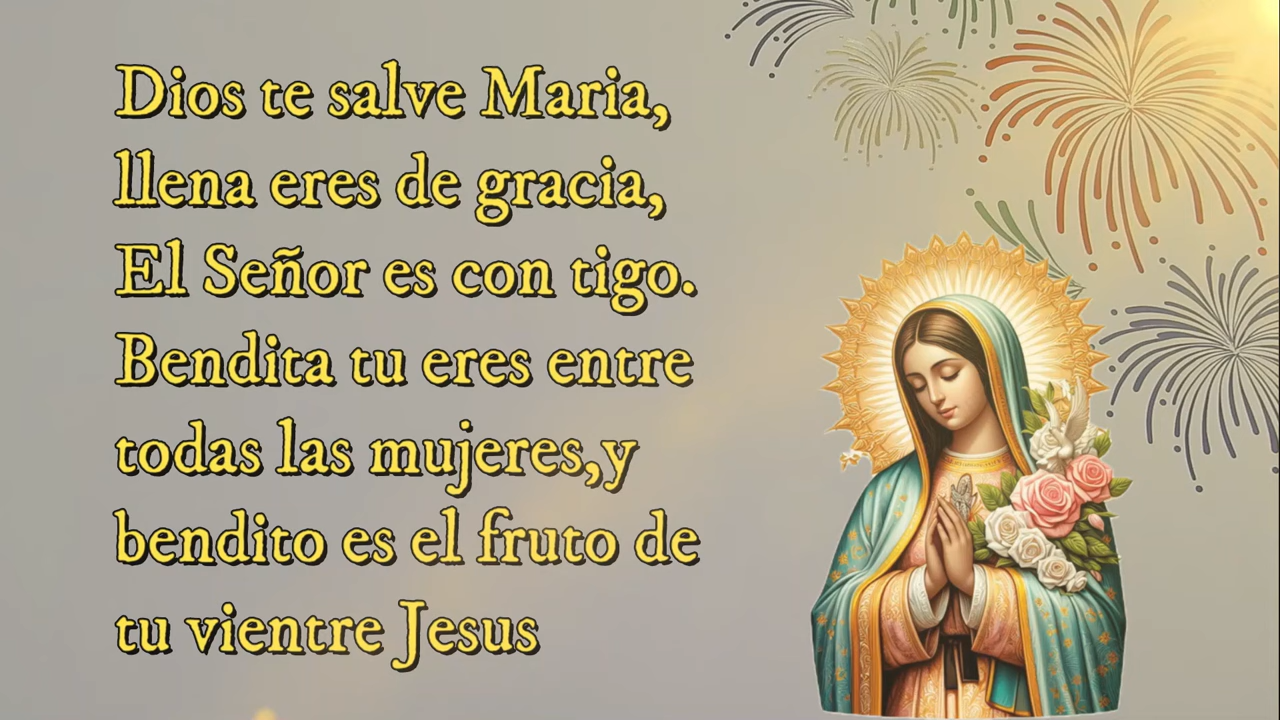 Dios te salve Maria,
llena eres de gracia,
El Señor es con tigo.
Bendita tu eres entre
todas las mujeres,y
bendito es el fruto de
tu vientre Jesus